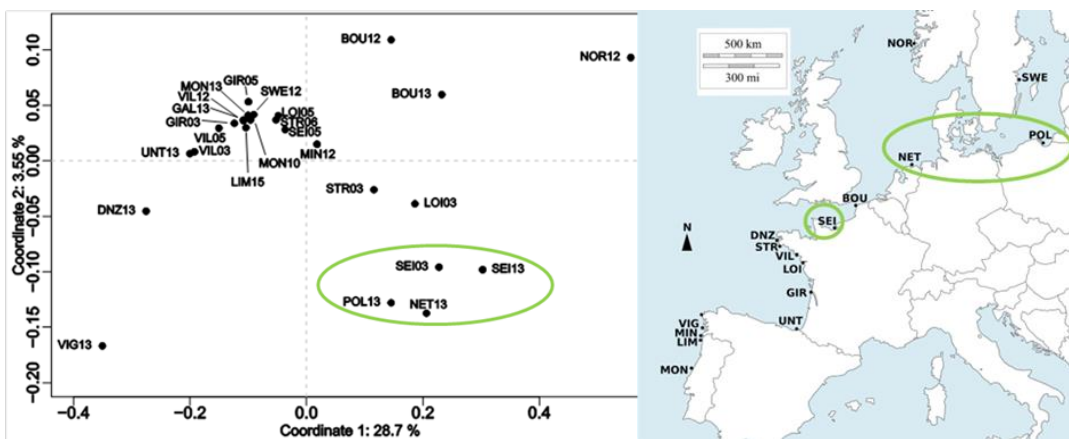 0.10
0.05
0.00
−0.05
−0.10
−0.15
−0.20
Coordinate 2: 3.55 %
BOU12
NOR12
GIR05
MON13
SWE12
VIL12
GAL13
GIR03
BOU13
LOI05
STR06
SEI05
VIL05
VIL03
UNT13
MIN12
MON10
LIM15
STR03
LOI03
DNZ13
SEI03
SEI13
POL13
NET13
VIG13
−0.4
−0.2
0.0
0.2
0.4
Coordinate 1: 28.7 %
500 km
300 mi
NOR
SWE
POL
NET
BOU
SEI
N
DNZ
STR
VIL
LOI
GIR
UNT
VIG
MIN
LIM
MON